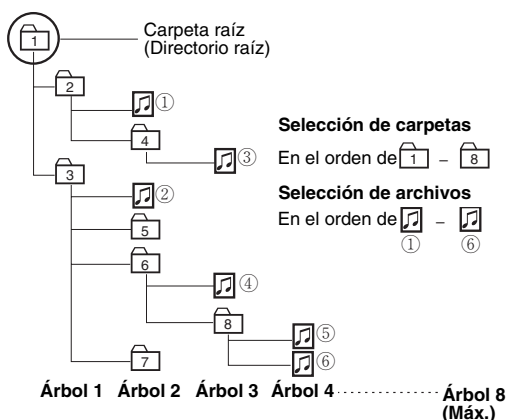 1
Carpeta raíz
(Directorio raíz)
2
①
4
③
3
②
5
6
④
8
⑤
⑥
7
Selección de carpetas
En el orden de 1 – 8
Selección de archivos
En el orden de –
① ⑥
Árbol 1 Árbol 2 Árbol 3 Árbol 4 ............... Árbol 8
(Máx.)